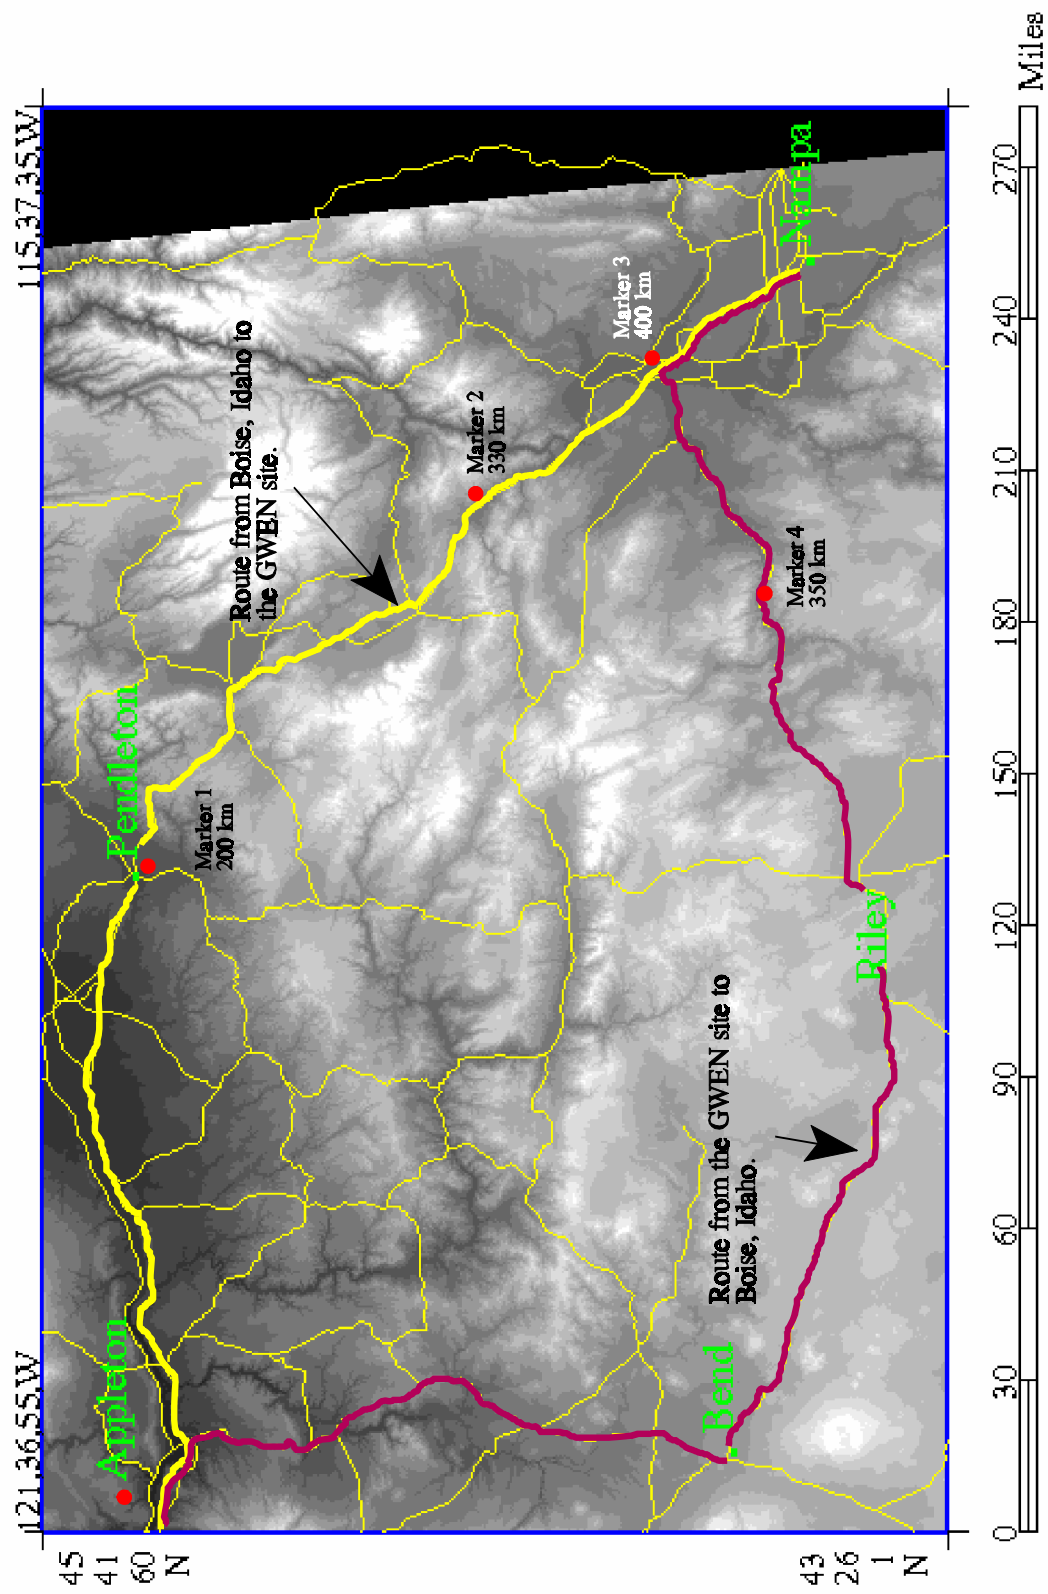 121.36.55.W
115.37.35.W
45
41
60
N
Appleton
Pendleton
Marker 1
200 km
Route from Boise, Idaho to
the GWEN site.
Marker 2
330 km
Marker 3
400 km
Nampa
Marker 4
350 km
Riley
Route from the GWEN site to
Boise, Idaho.
Bend
43
26
1
N
0 30 60 90 120 150 180 210 240 270 Miles